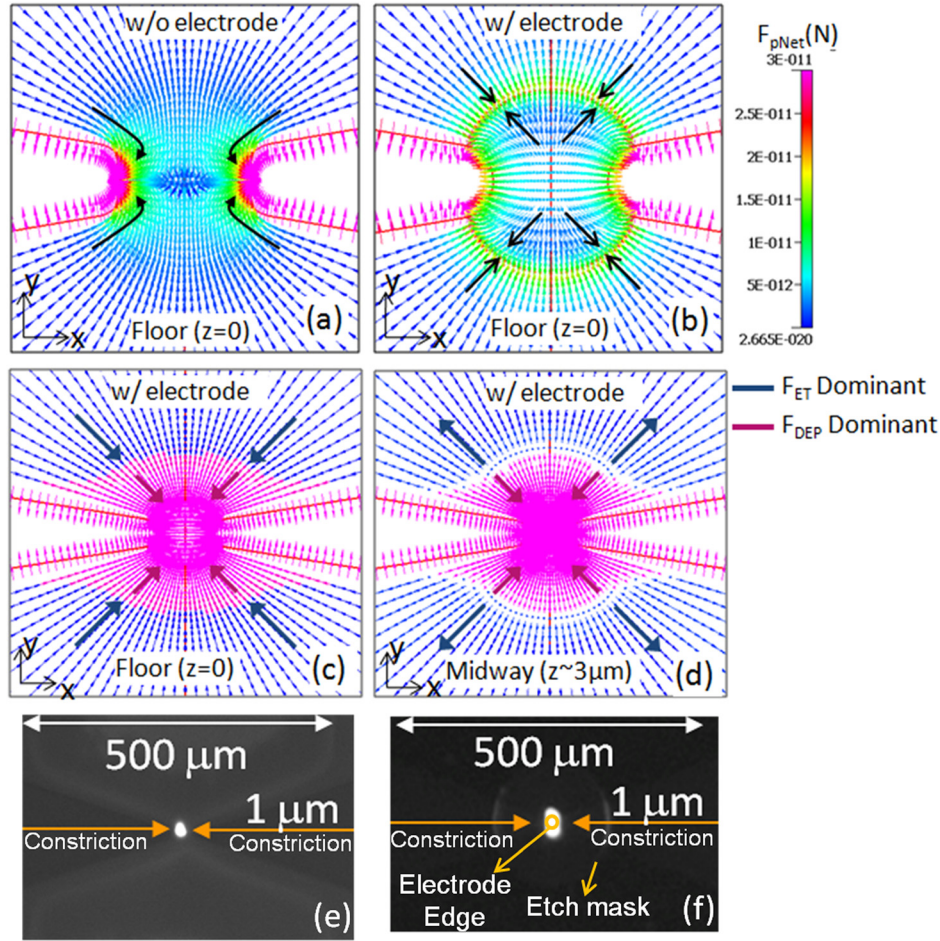 w/o electrode
y
x
Floor (z=0)
(a)
w/ electrode
y
x
Floor (z=0)
(b)
FpNet(N)
3E-011
2.5E-011
2E-011
1.5E-011
1E-011
5E-012
2.665E-020
w/ electrode
y
x
Floor (z=0)
(c)
w/ electrode
y
x
Midway (z~3μm)
(d)
FET Dominant
FDEP Dominant
500 μm
1 μm
Constriction
Constriction
(e)
500 μm
1 μm
Constriction
Constriction
Electrode
Edge
Etch mask
(f)